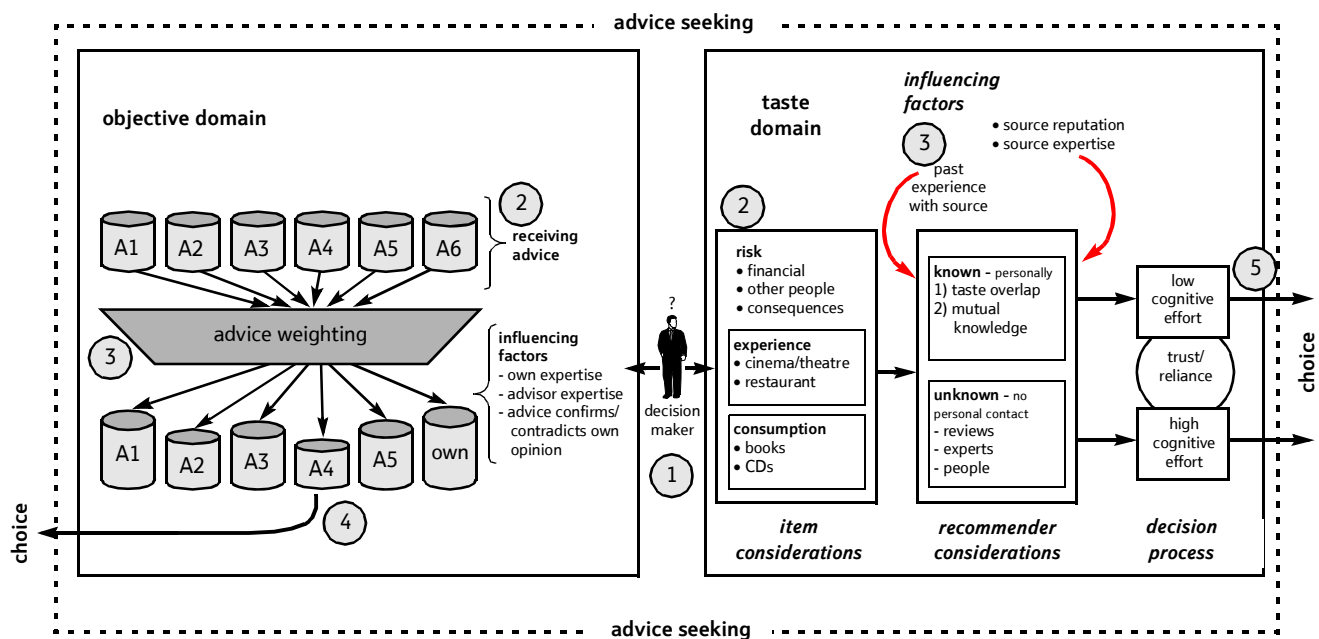 advice seeking
objective domain
A1
A2
A3
A4
A5
A6
2
receiving
advice
advice weighting
3
influencing
factors
- own expertise
- advisor expertise
- advice confirms/
contradicts own
opinion
A1
A2
A3
A4
A5
own
4
choice
?
decision
maker
1
taste
domain
influencing
factors
3
past
experience
with source
• source reputation
• source expertise
2
risk
• financial
• other people
• consequences
experience
• cinema/theatre
• restaurant
consumption
• books
• CDs
item
considerations
known - personally
1) taste overlap
2) mutual
knowledge
unknown - no
personal contact
- reviews
- experts
- people
recommender
considerations
low
cognitive
effort
trust/
reliance
high
cognitive
effort
decision
process
5
choice
advice seeking